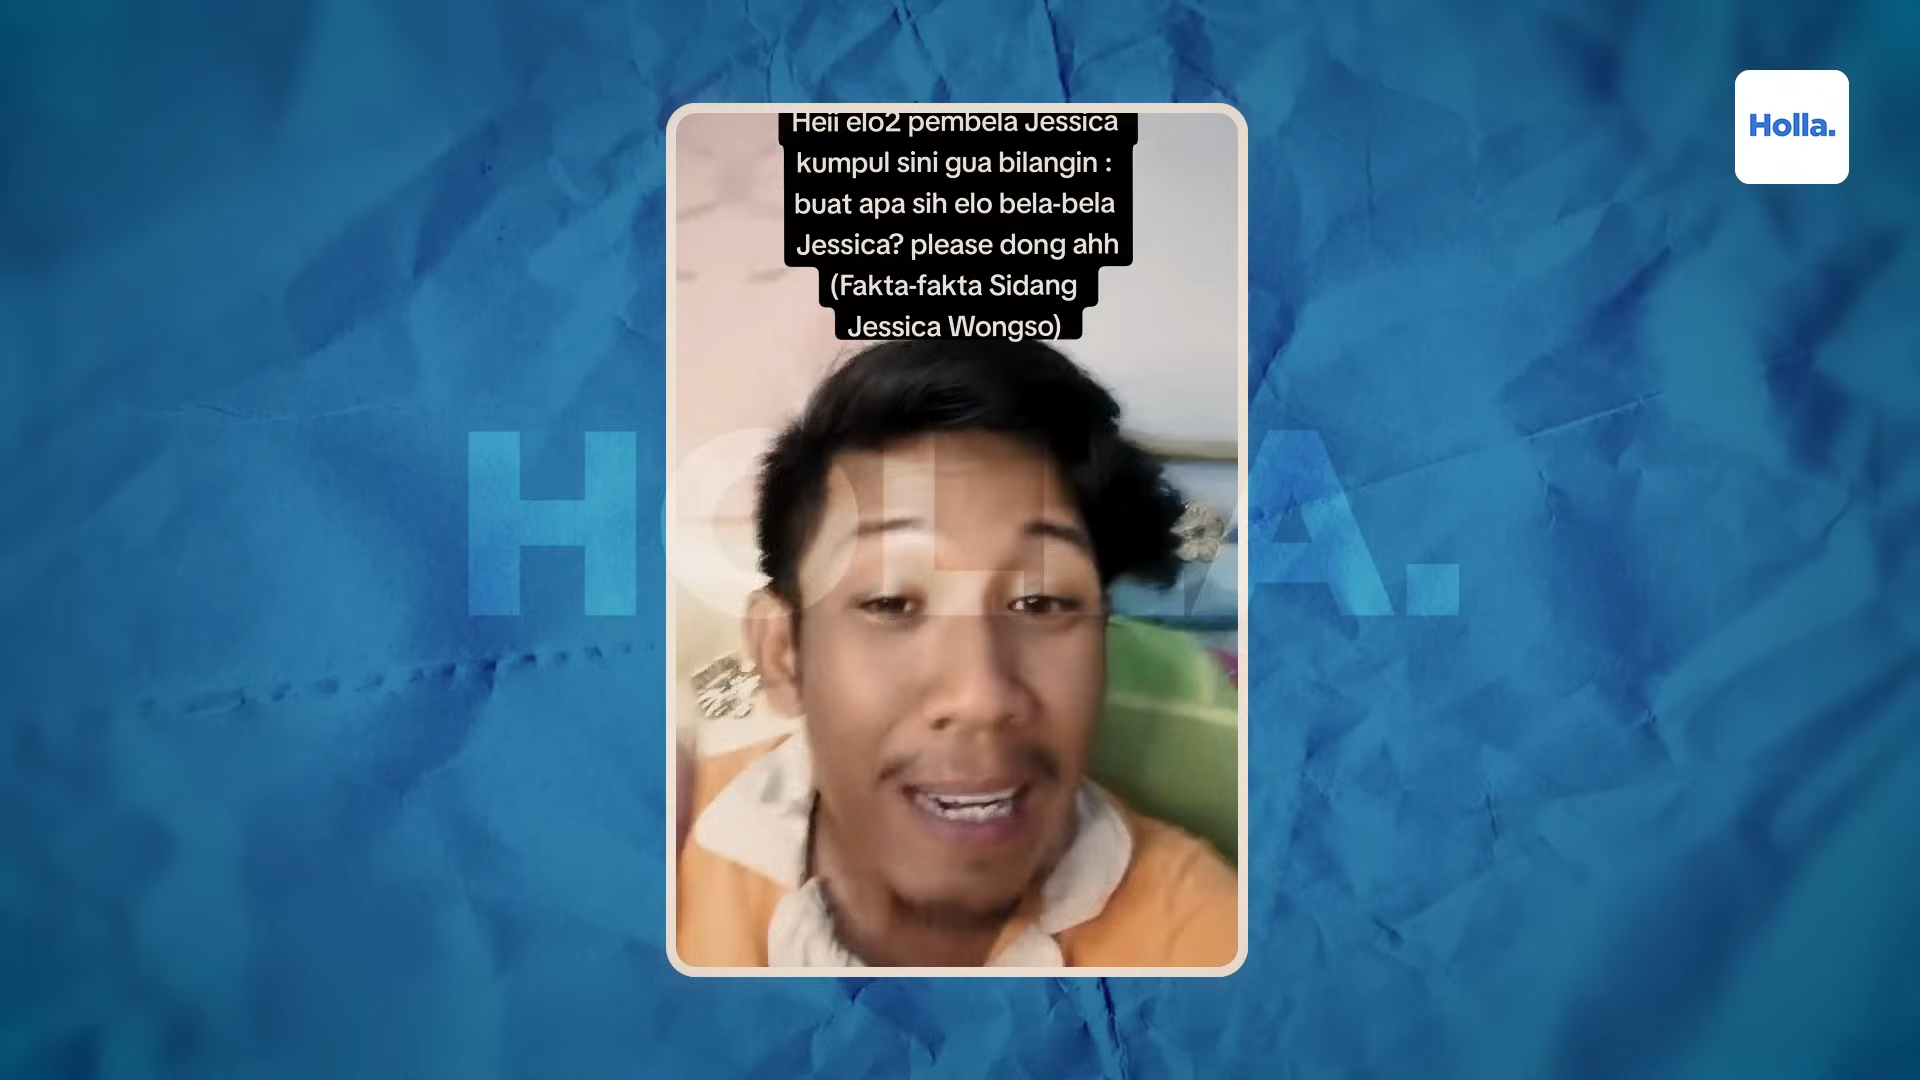 Heii elo2 pembela Jessica
kumpul sini gua bilangin :
buat apa sih elo bela-bela
Jessica? please dong ahh
(Fakta-fakta Sidang
Jessica Wongso)
Holla.
HOLLA.